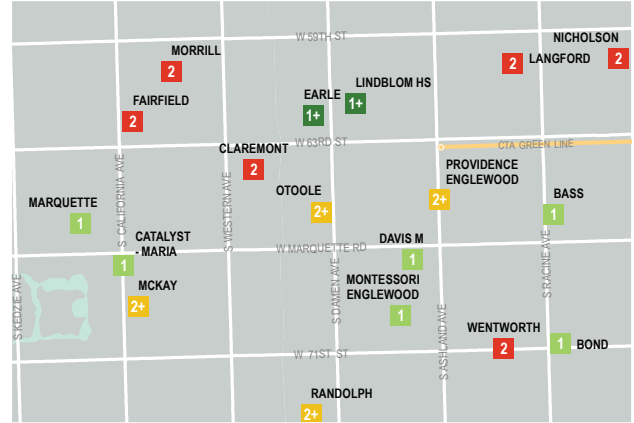 NICHOLSON
2
W 59TH ST
MORRILL
2
LANGFORD
2
LINDBLOM HS
1+
EARLE
1+
FAIRFIELD
2
W 63RD ST
CTA GREEN LINE
CLAREMONT
2
PROVIDENCE
ENGLEWOOD
2+
S CALIFORNIA AVE
S WESTERN AVE
OTOOLE
2+
MARQUETTE
1
BASS
1
CATALYST
- MARIA
1
W MARQUETTE RD
DAVIS M
1
S RACINE AVE
S KEDZIE AVE
MCKAY
2+
S DAMEN AVE
MONTESSORI
ENGLEWOOD
1
S ASHLAND AVE
WENTWORTH
2
BOND
1
W 71ST ST
RANDOLPH
2+